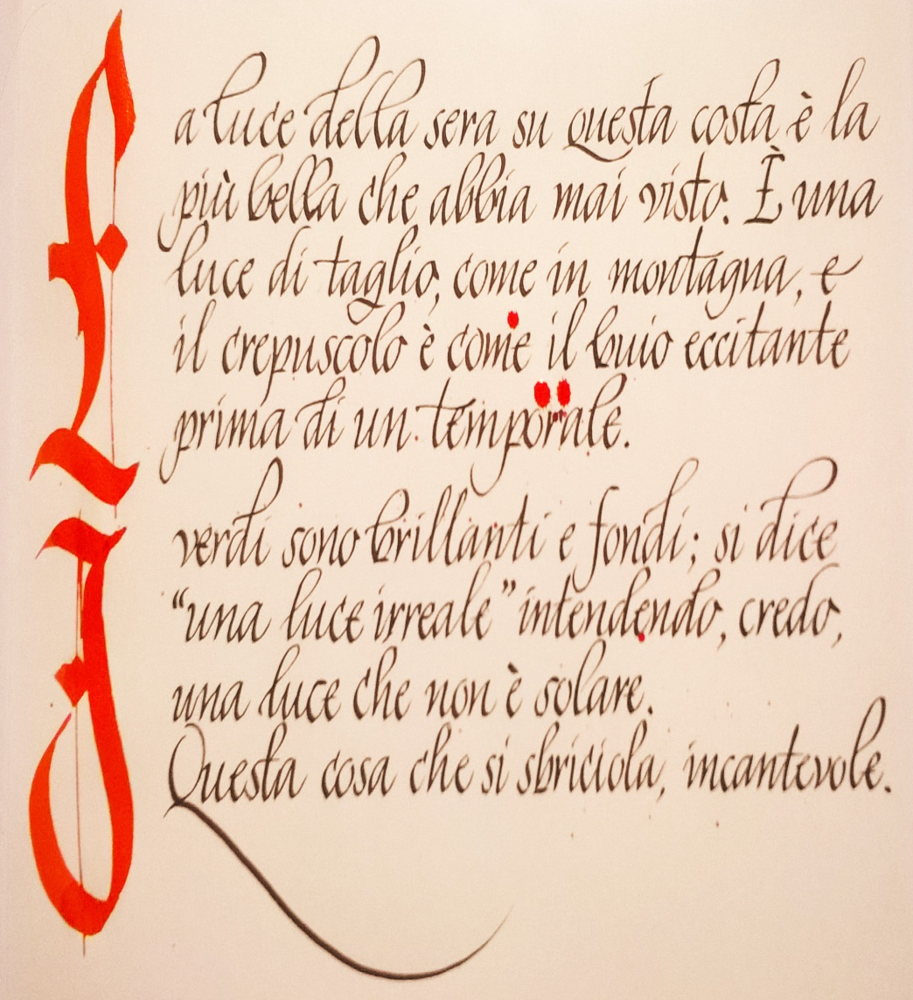 La luce della sera su questa costa è la
più bella che abbia mai visto. È una
luce di taglio, come in montagna, e
il crepuscolo è come il buio eccitante
prima di un temporale.
I verdi sono brillanti e fondi; si dice
“una luce irreale” intendendo, credo,
una luce che non è solare.
Questa cosa che si sbriciola, incantevole.